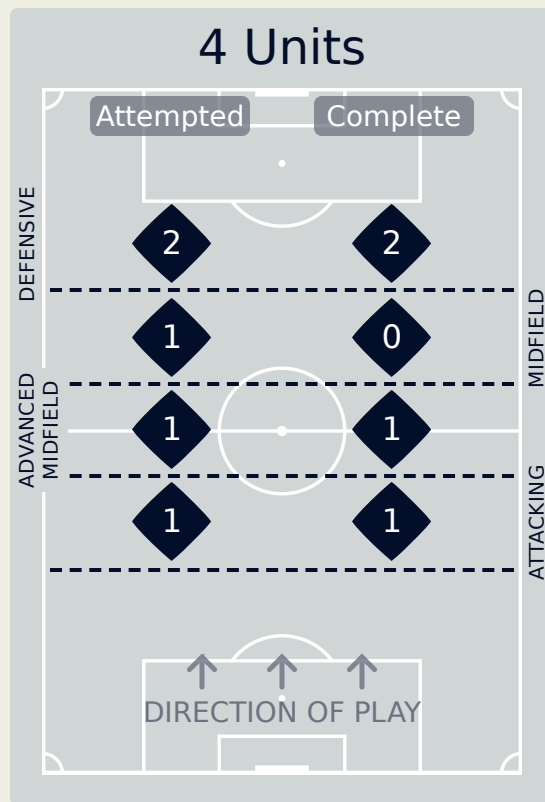 4 Units
Attempted
Complete
DEFENSIVE
2
2
MIDFIELD
1
0
ADVANCED
MIDFIELD
1
1
ATTACKING
1
1
DIRECTION OF PLAY